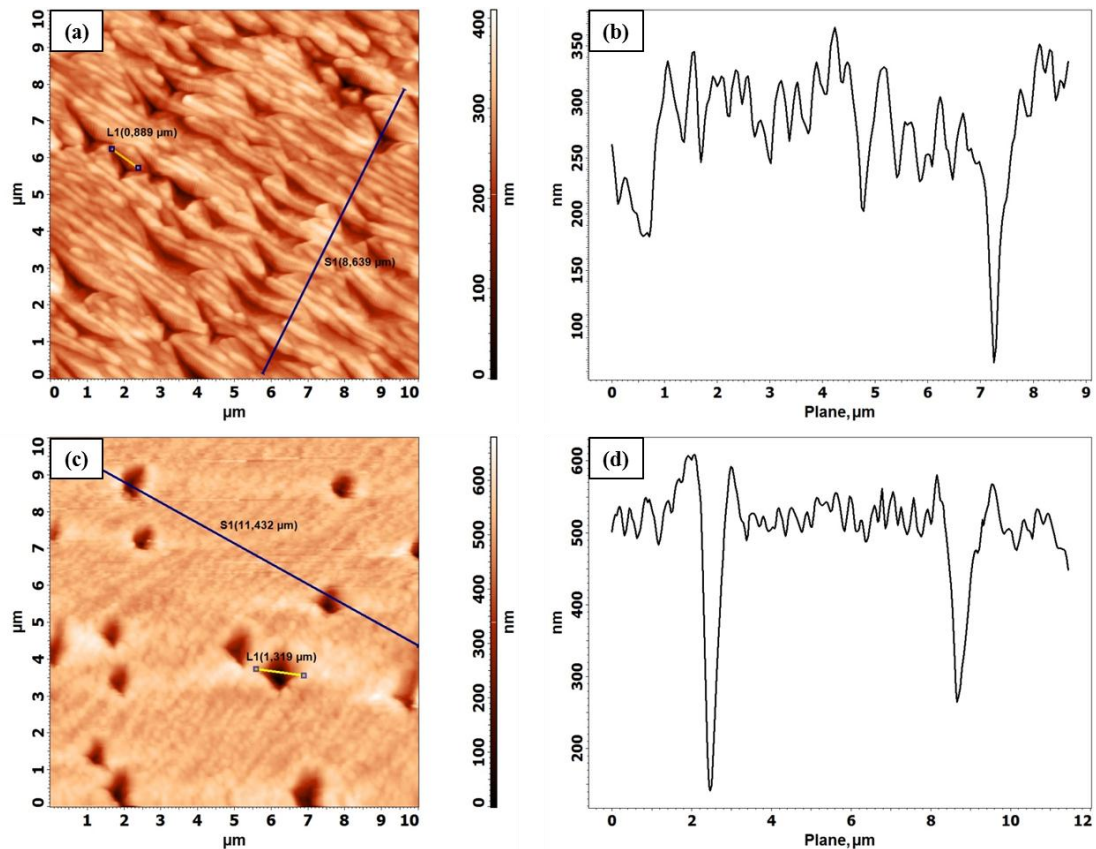 (a)
10
9
8
7
6
5
4
3
2
1
0
µm
L1(0,889 µm)
S1(8,639 µm)
0 1 2 3 4 5 6 7 8 9 10
µm
400
300
200
100
0
nm
(b)
350
300
250
200
150
100
nm
0 1 2 3 4 5 6 7 8 9
Plane,µm
(c)
10
9
8
7
6
5
4
3
2
1
0
µm
S1(11,432 µm)
L1(1,319 µm)
1 2 3 4 5 6 7 8 9 10
µm
600
500
400
300
200
100
0
nm
(d)
600
500
400
300
200
nm
0 2 4 6 8 10 12
Plane,µm